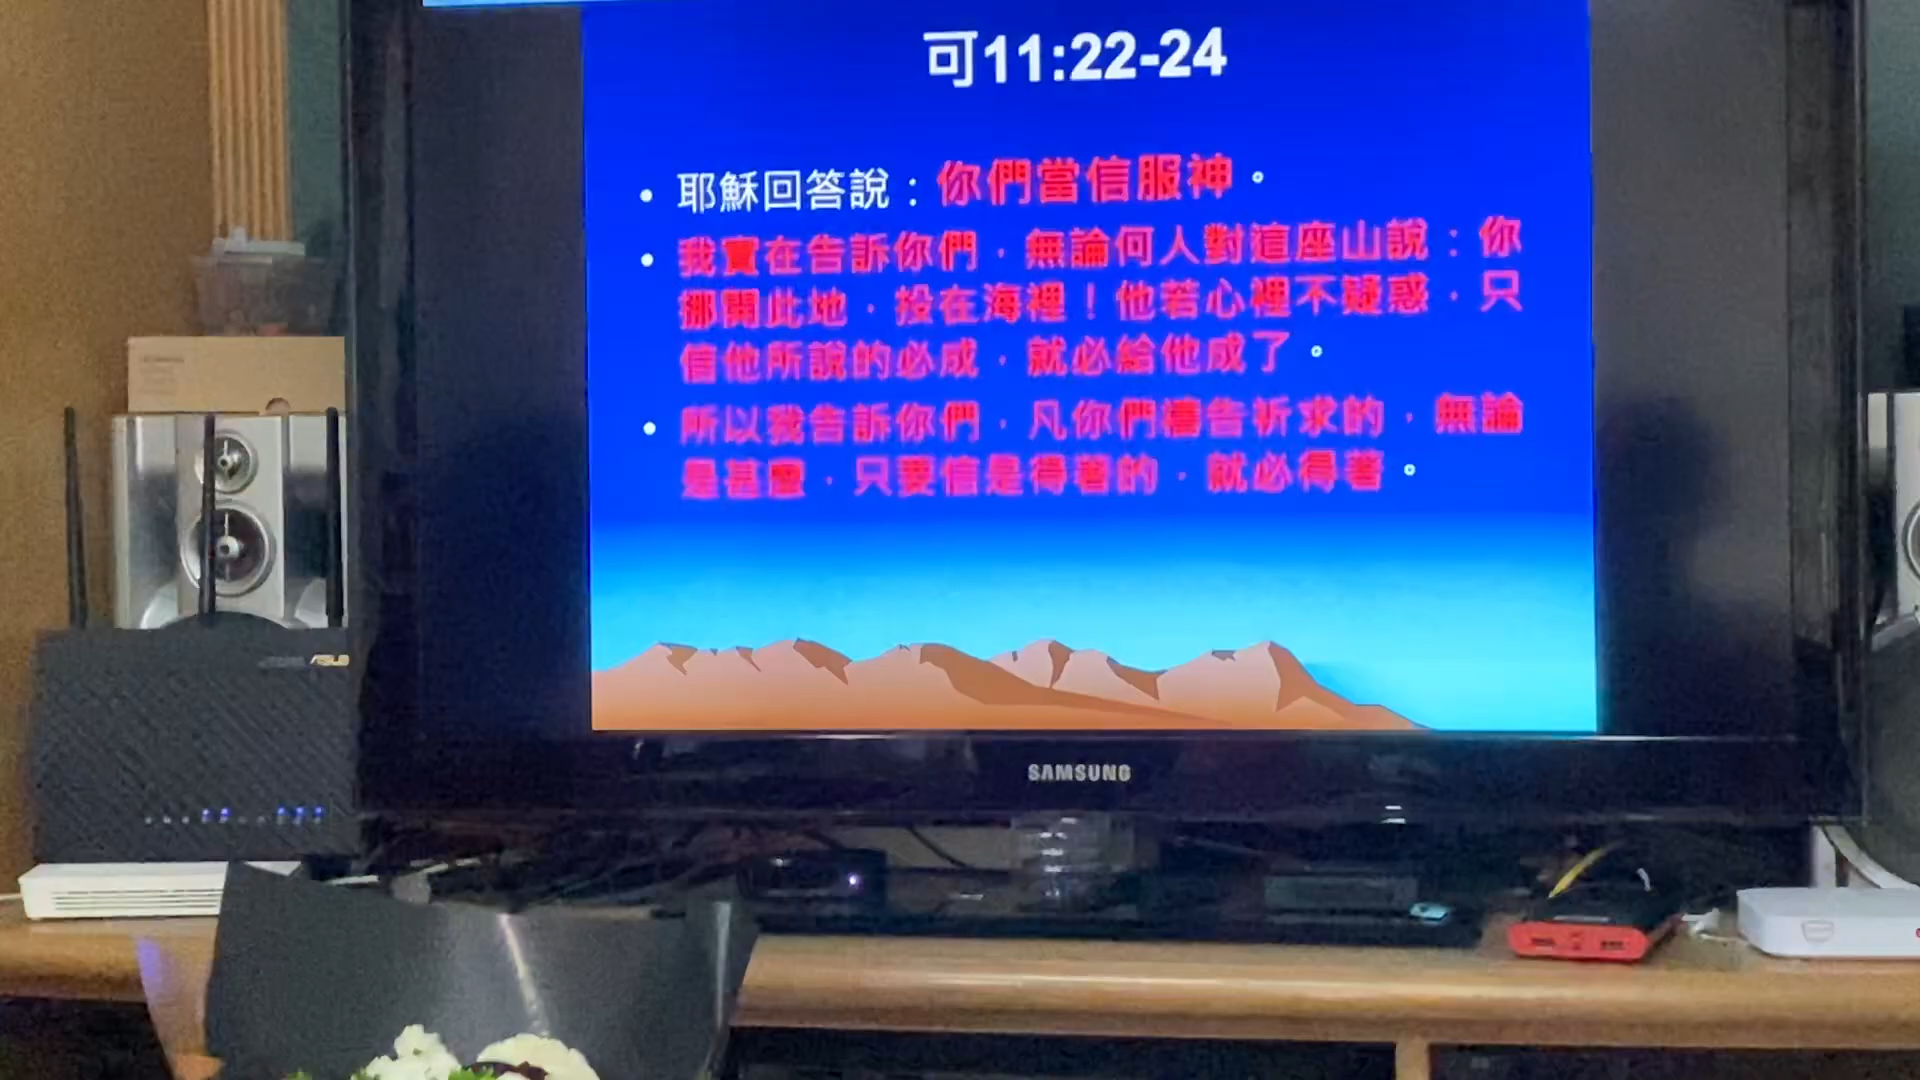 可11:22-24
• 耶穌回答說：你們當信服神。
• 我實在告訴你們，無論何人對這座山說：你
挪開此地，投在海裡！他若心裡不疑惑，只
信他所說的必成，就必給他成了。
• 所以我告訴你們，凡你們禱告祈求的，無論
是甚麼，只要信是得著的，就必得著。
ASUS
SAMSUNG